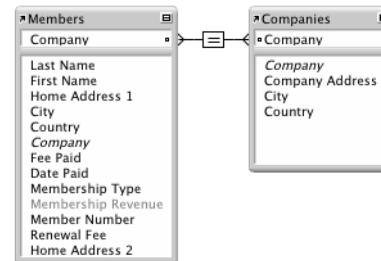 Members
Company
Last Name
First Name
Home Address 1
City
Country
Company
Fee Paid
Date Paid
Membership Type
Membership Revenue
Member Number
Renewal Fee
Home Address 2
=
Companies
Company
Company
Company Address
City
Country